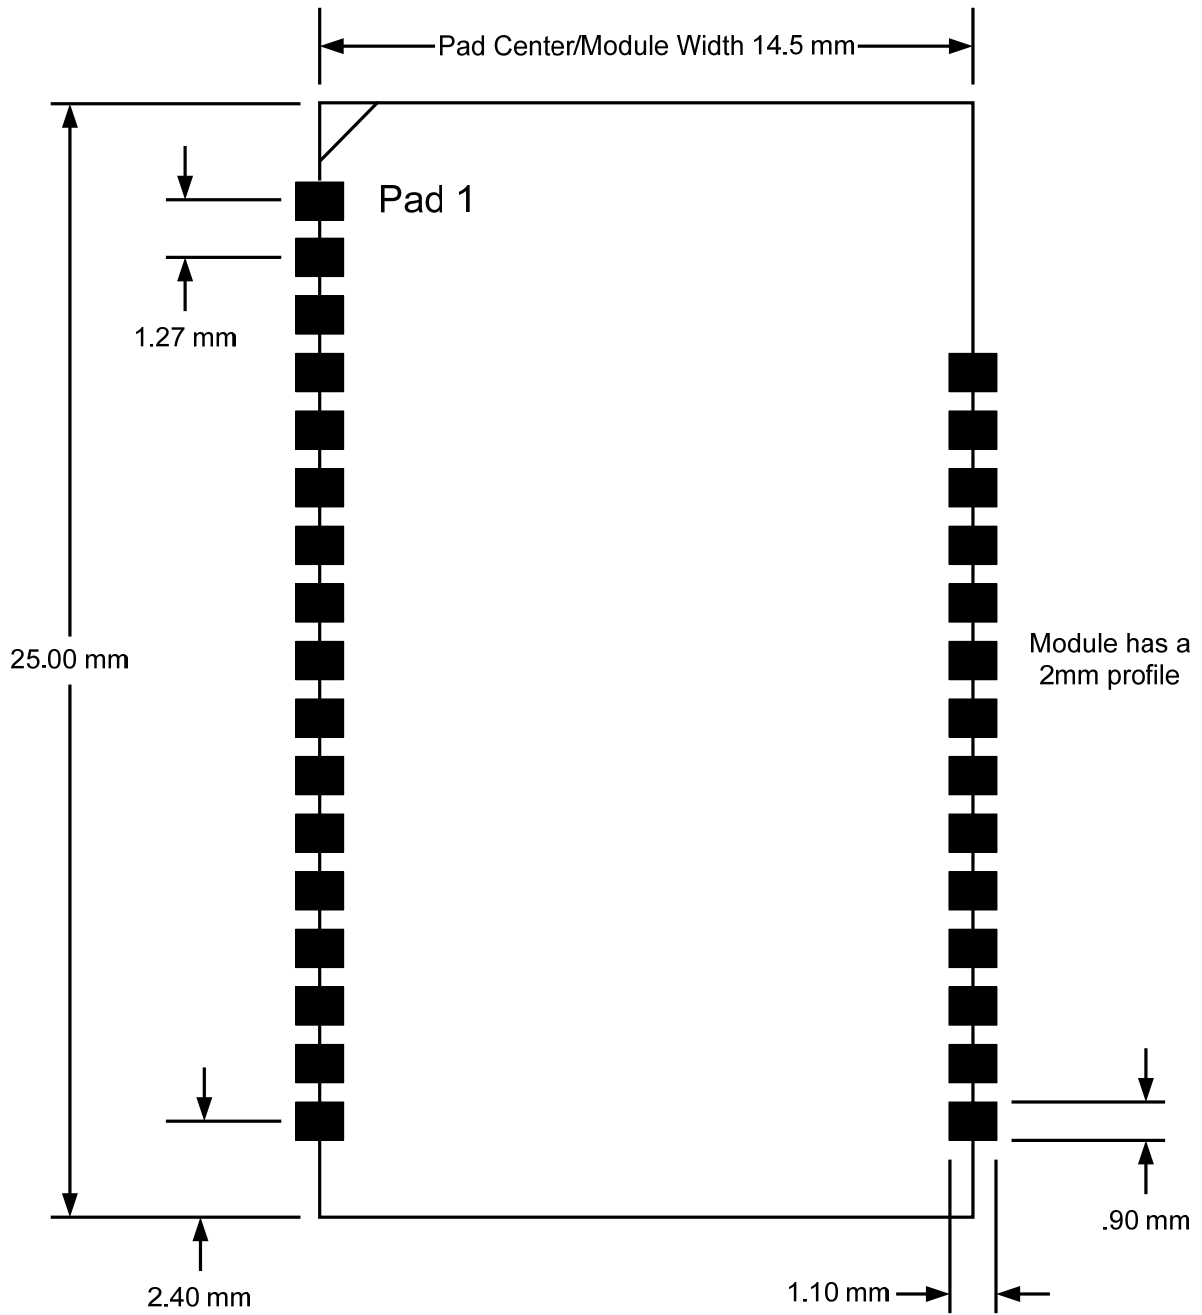 Pad Center/Module Width 14.5 mm
Pad 1
1.27 mm
25.00 mm
Module has a
2mm profile
.90 mm
2.40 mm
1.10 mm